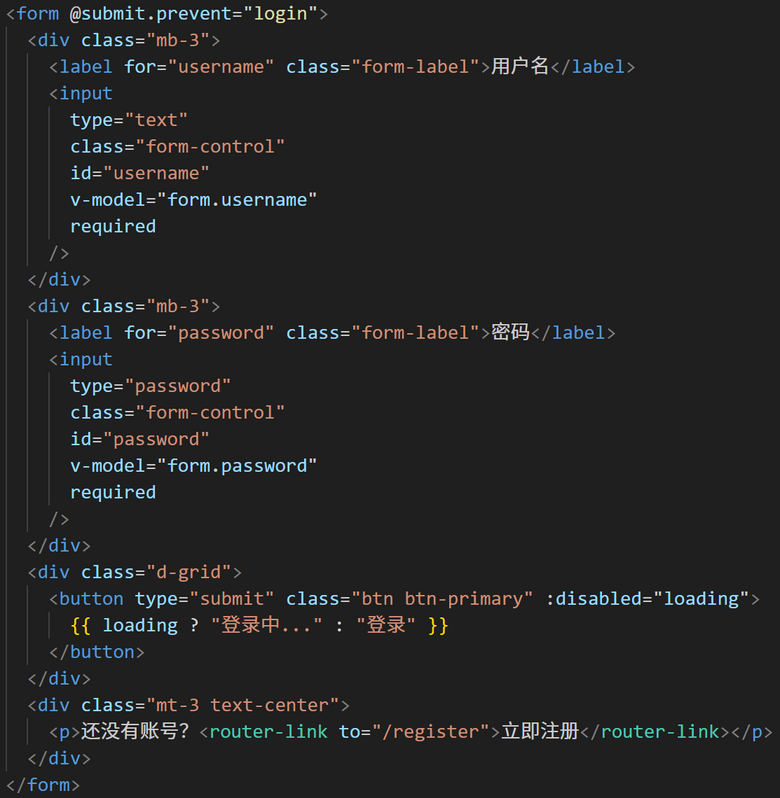 <form @submit.prevent="login">
  <div class="mb-3">
    <label for="username" class="form-label">用户名</label>
    <input
      type="text"
      class="form-control"
      id="username"
      v-model="form.username"
      required
    />
  </div>
  <div class="mb-3">
    <label for="password" class="form-label">密码</label>
    <input
      type="password"
      class="form-control"
      id="password"
      v-model="form.password"
      required
    />
  </div>
  <div class="d-grid">
    <button type="submit" class="btn btn-primary" :disabled="loading">
      {{ loading ? "登录中..." : "登录" }}
    </button>
  </div>
  <div class="mt-3 text-center">
    <p>还没有账号？<router-link to="/register">立即注册</router-link></p>
  </div>
</form>